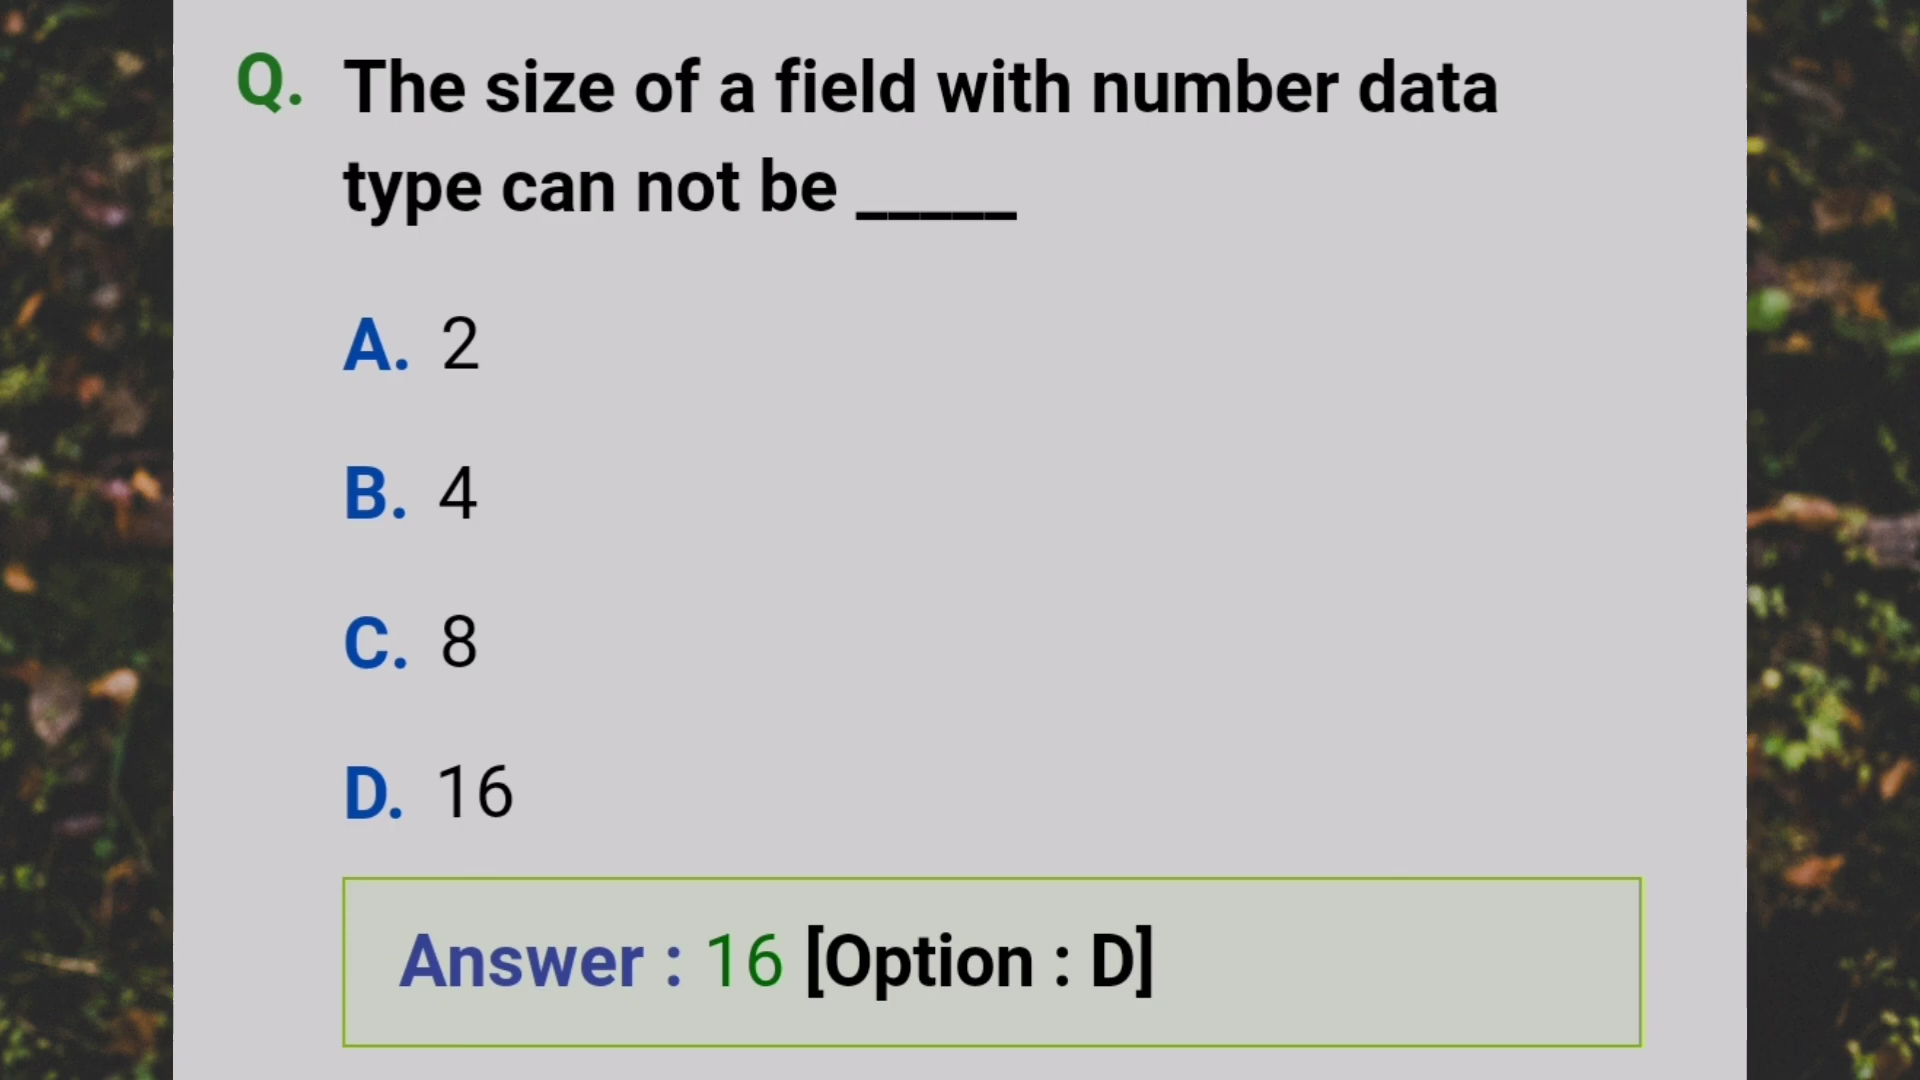 Q. The size of a field with number data
type can not be _____
A. 2
B. 4
C. 8
D. 16
Answer : 16 [Option : D]